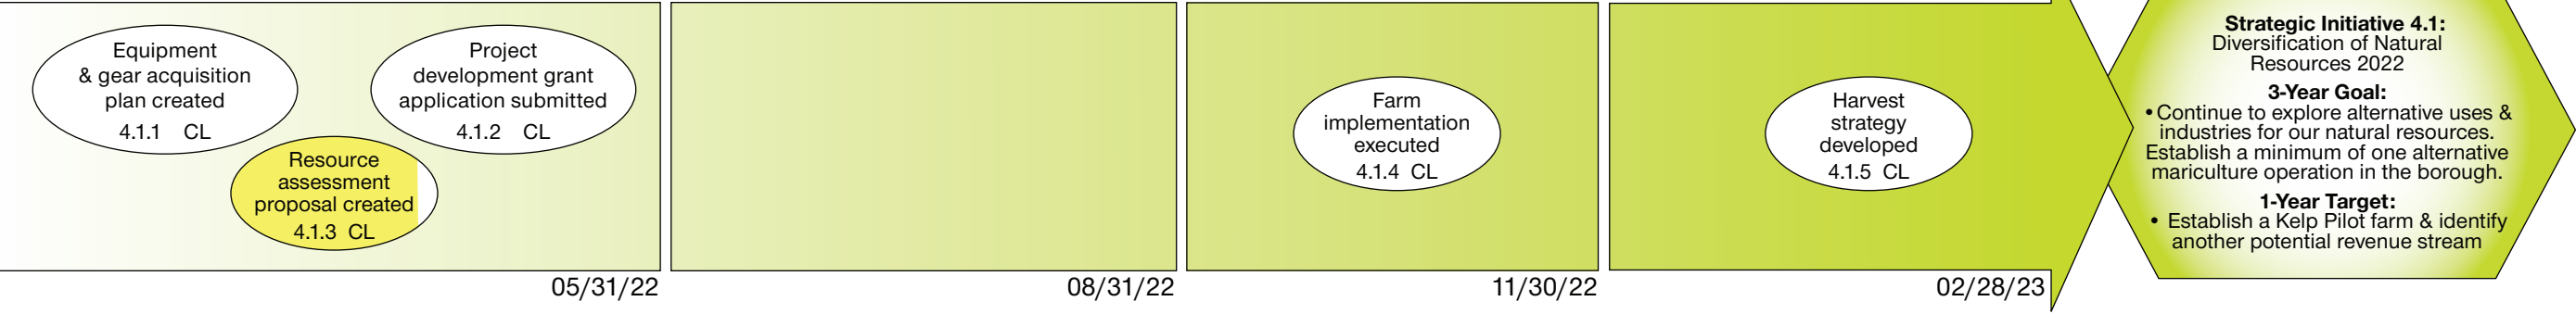 Equipment
& gear acquisition
plan created
4.1.1 CL
Project
development grant
application submitted
4.1.2 CL
Resource
assessment
proposal created
4.1.3 CL
05/31/22
08/31/22
Farm
implementation
executed
4.1.4 CL
11/30/22
Harvest
strategy
developed
4.1.5 CL
02/28/23
Strategic Initiative 4.1:
Diversification of Natural
Resources 2022
3-Year Goal:
• Continue to explore alternative uses &
industries for our natural resources.
Establish a minimum of one alternative
mariculture operation in the borough.
1-Year Target:
• Establish a Kelp Pilot farm & identify
another potential revenue stream